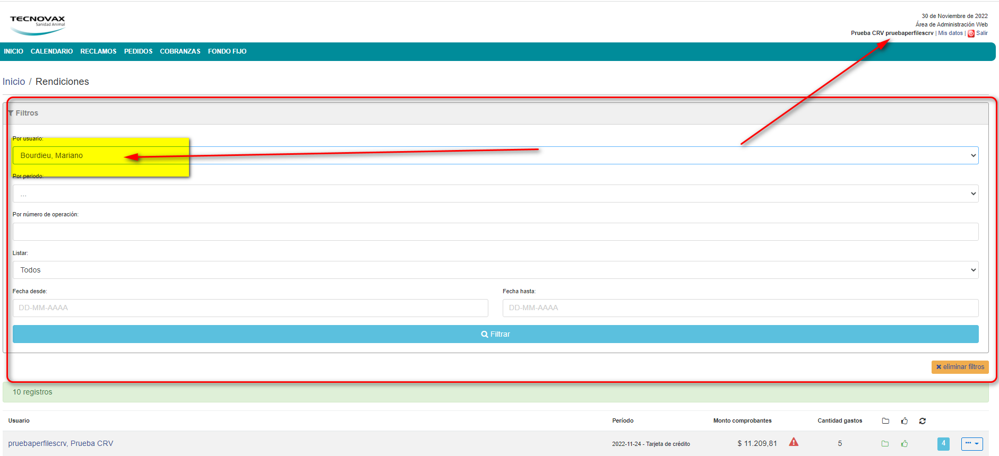 TECNOVAX
Sanidad Animal
30 de Noviembre de 2022
Área de Administración Web
Prueba CRV pruebaperfilescrv | Mis datos | Salir
INICIO CALENDARIO RECLAMOS PEDIDOS COBRANZAS FONDO FIJO
Inicio / Rendiciones
Filtros
Por usuario:
Bourdieu, Mariano
Por periodo:
...
Por número de operación:
Listar:
Todos
Fecha desde: Fecha hasta:
DD-MM-AAAA DD-MM-AAAA
Filtrar
eliminar filtros
10 registros
Usuario Período Monto comprobantes Cantidad gastos
pruebaperfilescrv, Prueba CRV 2022-11-24 - Tarjeta de crédito $ 11.209,81 5 4